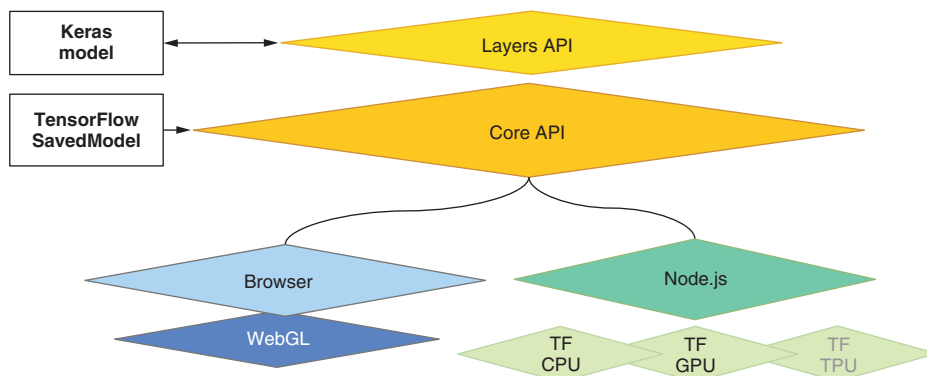 Keras
model
Layers API
TensorFlow
SavedModel
Core API
Browser
Node.js
WebGL
TF
CPU
TF
GPU
TF
TPU